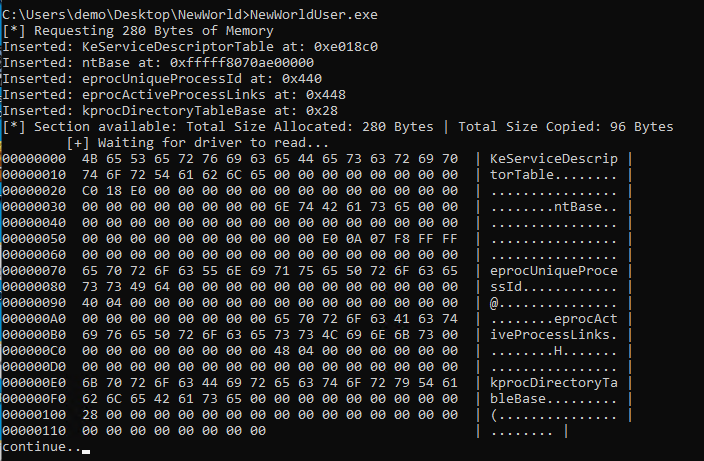 C:\Users\demo\Desktop\NewWorld>NewWorldUser.exe
[*] Requesting 280 Bytes of Memory
Inserted: KeServiceDescriptorTable at: 0xe018c0
Inserted: ntBase at: 0xfffff8070ae00000
Inserted: eprocUniqueProcessId at: 0x440
Inserted: eprocActiveProcessLinks at: 0x448
Inserted: kprocDirectoryTableBase at: 0x28
[*] Section available: Total Size Allocated: 280 Bytes | Total Size Copied: 96 Bytes
        [+] Waiting for driver to read...
00000000  4B 65 53 65 72 76 69 63 65 44 65 73 63 72 69 70  | KeServiceDescrip |
00000010  74 6F 72 54 61 62 6C 65 00 00 00 00 00 00 00 00  | torTable........ |
00000020  C0 18 E0 00 00 00 00 00 00 00 00 00 00 00 00 00  | ................ |
00000030  00 00 00 00 00 00 00 00 6E 74 42 61 73 65 00 00  | ........ntBase.. |
00000040  00 00 00 00 00 00 00 00 00 00 00 00 00 00 00 00  | ................ |
00000050  00 00 00 00 00 00 00 00 00 00 E0 0A 07 F8 FF FF  | ................ |
00000060  00 00 00 00 00 00 00 00 00 00 00 00 00 00 00 00  | ................ |
00000070  65 70 72 6F 63 55 6E 69 71 75 65 50 72 6F 63 65  | eprocUniqueProce |
00000080  73 73 49 64 00 00 00 00 00 00 00 00 00 00 00 00  | ssId............ |
00000090  40 04 00 00 00 00 00 00 00 00 00 00 00 00 00 00  | @............... |
000000A0  00 00 00 00 00 00 00 00 65 70 72 6F 63 41 63 74  | ........eprocAct |
000000B0  69 76 65 50 72 6F 63 65 73 73 4C 69 6E 6B 73 00  | iveProcessLinks. |
000000C0  00 00 00 00 00 00 00 00 48 04 00 00 00 00 00 00  | ........H....... |
000000D0  00 00 00 00 00 00 00 00 00 00 00 00 00 00 00 00  | ................ |
000000E0  6B 70 72 6F 63 44 69 72 65 63 74 6F 72 79 54 61  | kprocDirectoryTa |
000000F0  62 6C 65 42 61 73 65 00 00 00 00 00 00 00 00 00  | bleBase......... |
00000100  28 00 00 00 00 00 00 00 00 00 00 00 00 00 00 00  | (............... |
00000110  00 00 00 00 00 00 00 00                          | ........ |
continue..